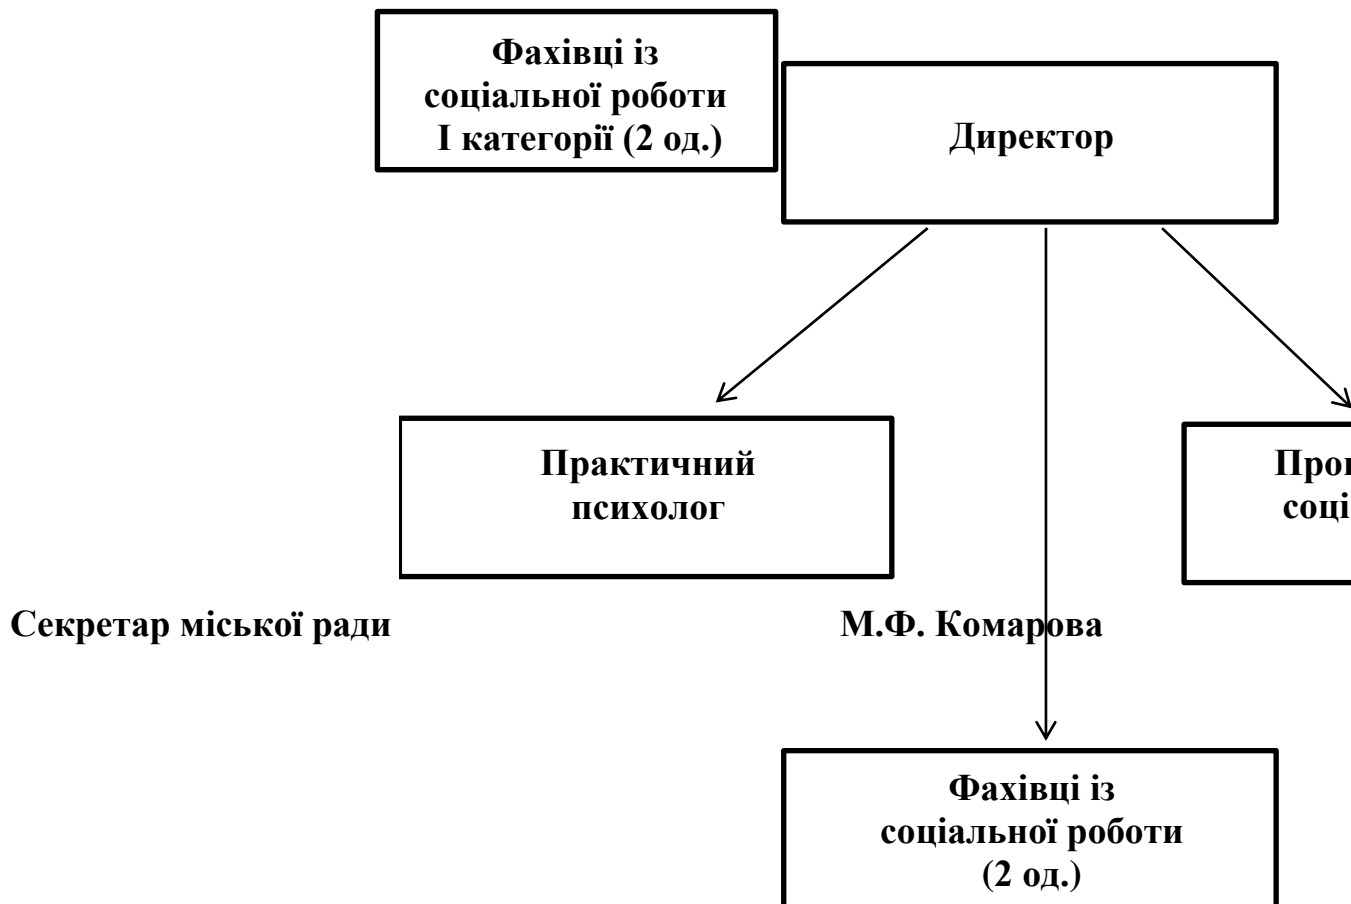 Фахівці із
соціальної роботи
І категорії (2 од.)
Директор
Практичний
психолог
Секретар міської ради
М.Ф. Комарова
Фахівці із
соціальної роботи
(2 од.)